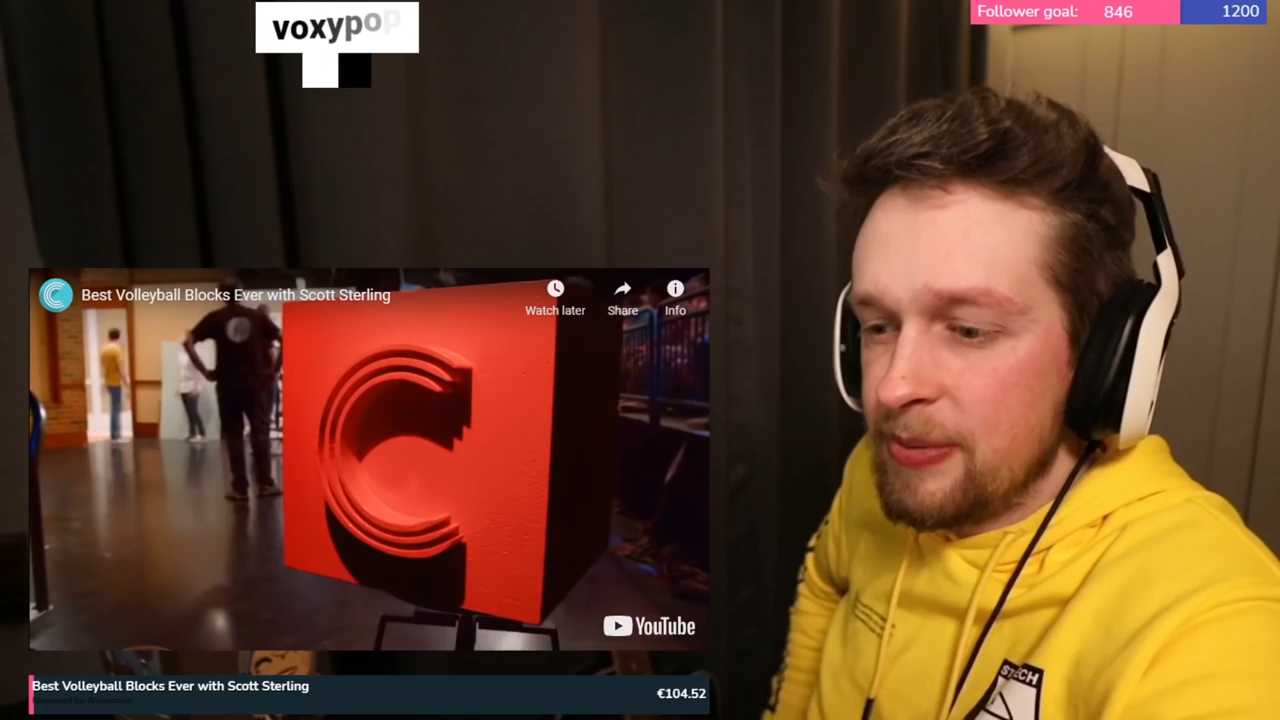 voxypop
Follower goal: 846 1200
Best Volleyball Blocks Ever with Scott Sterling
Watch later
Share
Info
YouTube
Best Volleyball Blocks Ever with Scott Sterling
€104.52